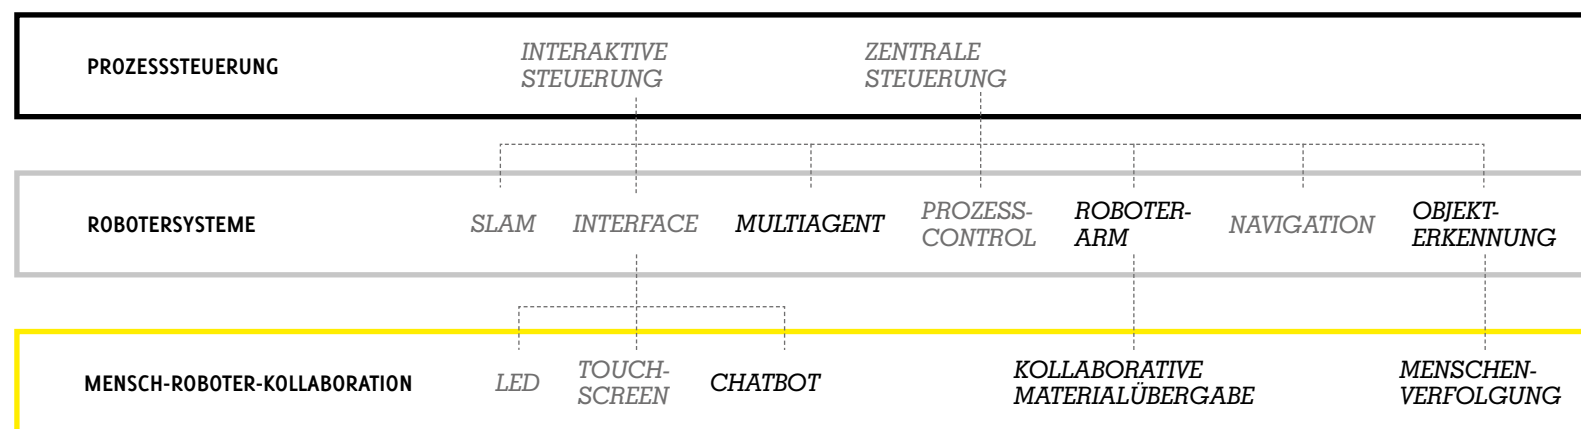 PROZESSSTEUERUNG
INTERAKTIVE
STEUERUNG
ZENTRALE
STEUERUNG
ROBOTERSYSTEME
SLAM
INTERFACE
MULTIAGENT
PROZESS-
CONTROL
ROBOTER-
ARM
NAVIGATION
OBJEKT-
ERKENNUNG
MENSCH-ROBOTER-KOLLABORATION
LED
TOUCH-
SCREEN
CHATBOT
KOLLABORATIVE
MATERIALÜBERGABE
MENSCHEN-
VERFOLGUNG